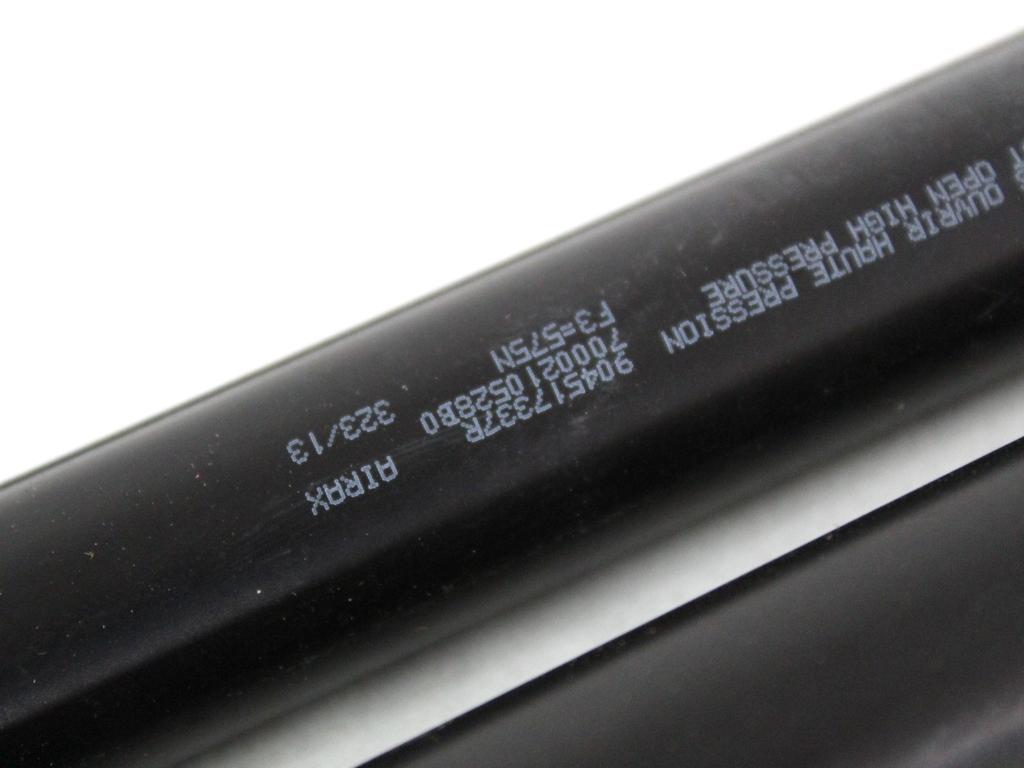 OUVRIR HAUTE PRESSION 904517337R AIRAX
OPEN HIGH PRESSURE 7000210528B0
F3=575N 323/13